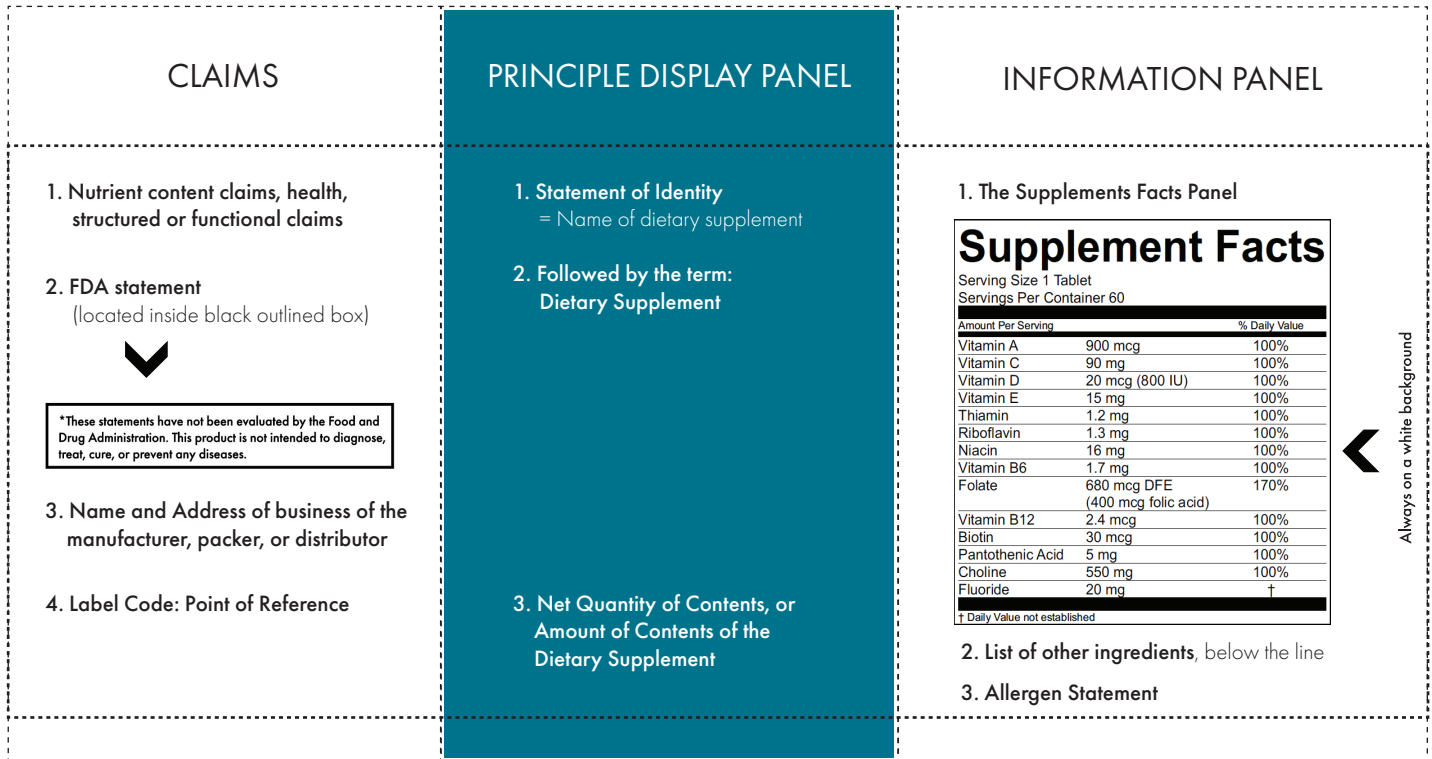 CLAIMS
1. Nutrient content claims, health,
structured or functional claims
2. FDA statement
(located inside black outlined box)
*These statements have not been evaluated by the Food and
Drug Administration. This product is not intended to diagnose,
treat, cure, or prevent any diseases.
3. Name and Address of business of the
manufacturer, packer, or distributor
4. Label Code: Point of Reference
PRINCIPLE DISPLAY PANEL
1. Statement of Identity
= Name of dietary supplement
2. Followed by the term:
Dietary Supplement
3. Net Quantity of Contents, or
Amount of Contents of the
Dietary Supplement
INFORMATION PANEL
1. The Supplements Facts Panel
Supplement Facts
Serving Size 1 Tablet
Servings Per Container 60
Amount Per Serving % Daily Value
Vitamin A 900 mcg 100%
Vitamin C 90 mg 100%
Vitamin D 20 mcg (800 IU) 100%
Vitamin E 15 mg 100%
Thiamin 1.2 mg 100%
Riboflavin 1.3 mg 100%
Niacin 16 mg 100%
Vitamin B6 1.7 mg 100%
Folate 680 mcg DFE 170%
(400 mcg folic acid)
Vitamin B12 2.4 mcg 100%
Biotin 30 mcg 100%
Pantothenic Acid 5 mg 100%
Choline 550 mg 100%
Fluoride 20 mg †
† Daily Value not established
Always on a white background
2. List of other ingredients, below the line
3. Allergen Statement